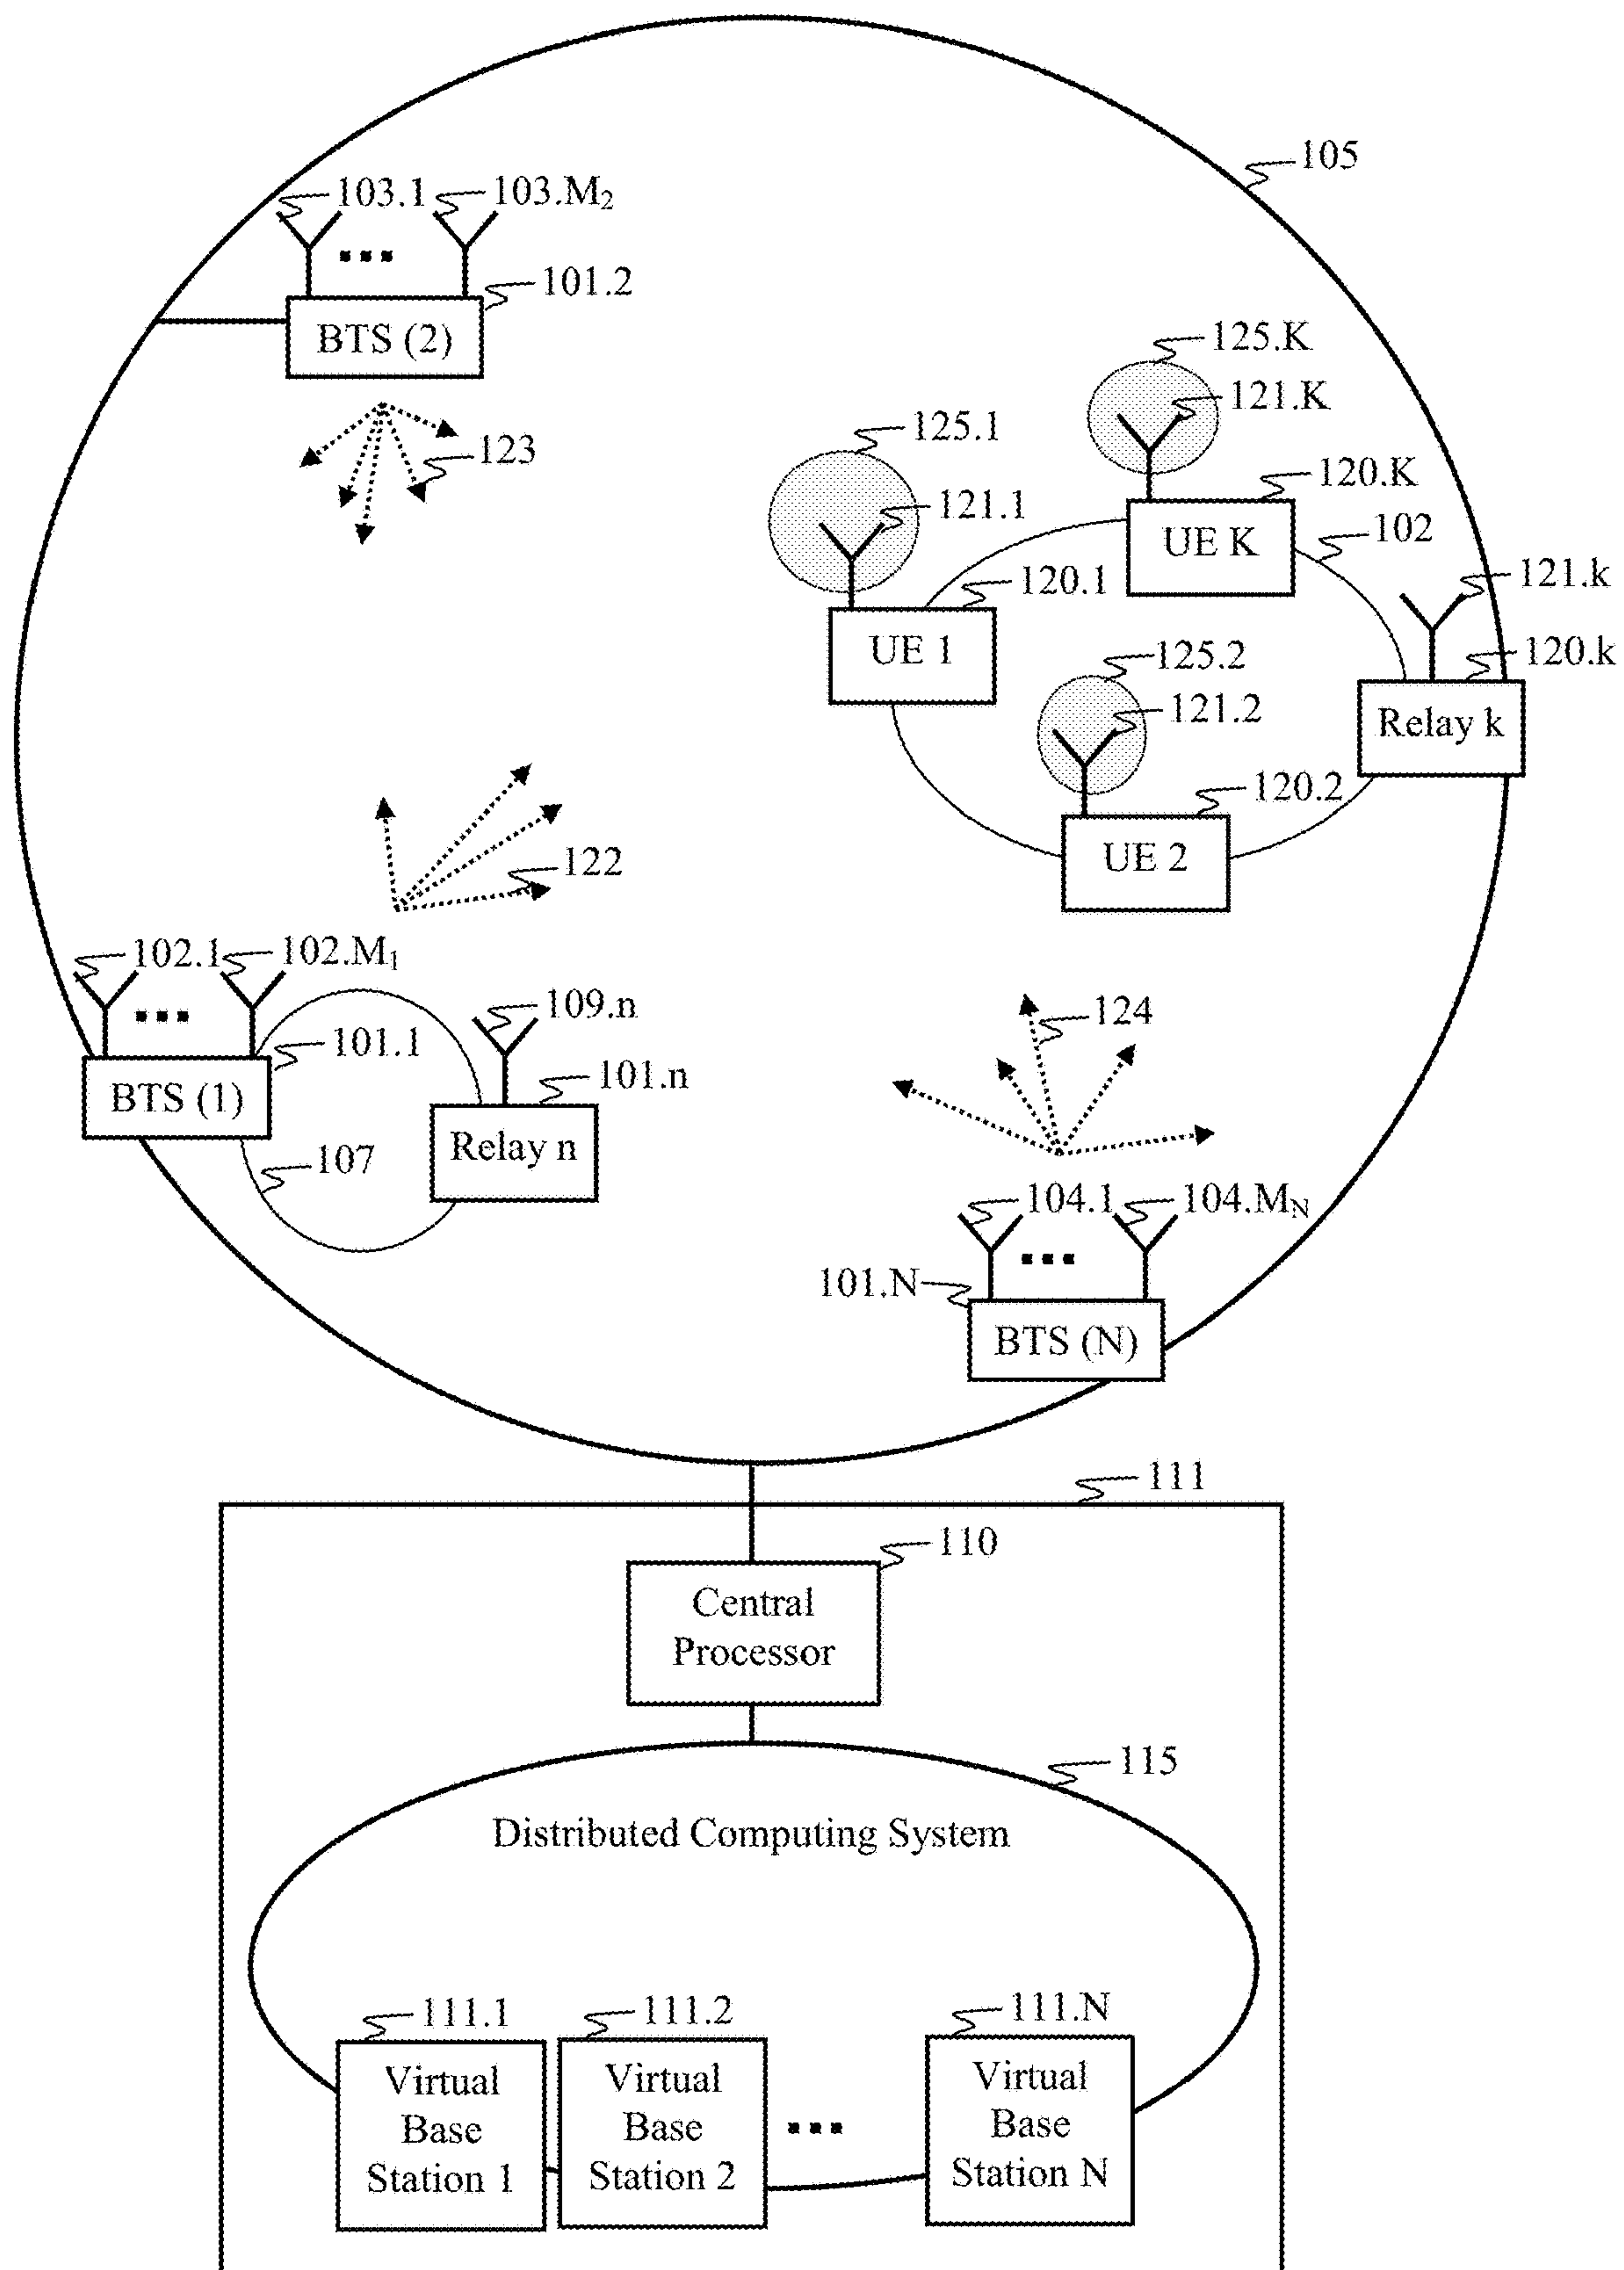 105
103.1 103.M₂
101.2
BTS (2)
125.K
121.K
125.1
123
120.K
121.1
102
UE K
120.1
121.k
UE 1
125.2
120.k
121.2
Relay k
120.2
122
UE 2
102.1 102.M₁
109.n
124
101.1
101.n
BTS (1)
107
Relay n
104.1 104.M_N
101.N
BTS (N)
111
110
Central
Processor
115
Distributed Computing System
111.1 111.2 111.N
Virtual
Base
Station 1
Virtual
Base
Station 2
Virtual
Base
Station N